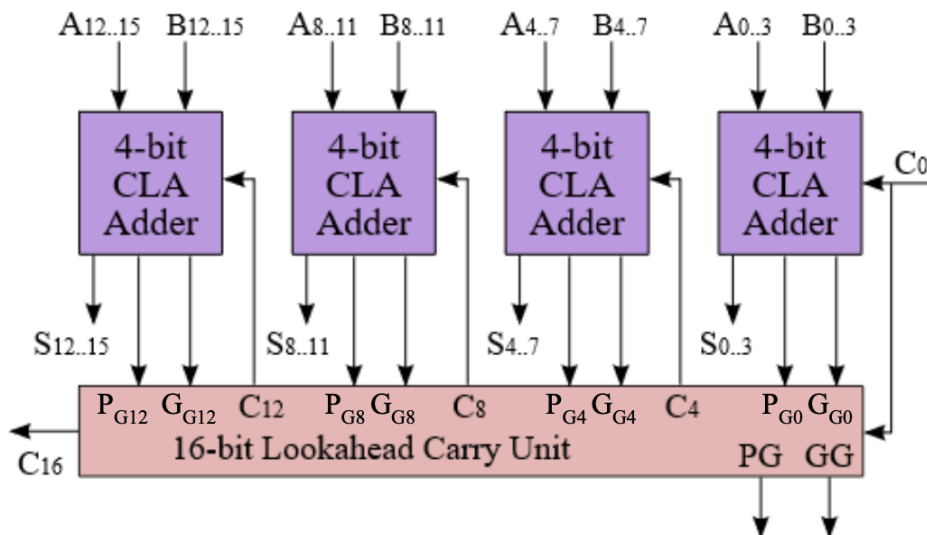 A12..15 B12..15 A8..11 B8..11 A4..7 B4..7 A0..3 B0..3
4-bit CLA Adder
4-bit CLA Adder
4-bit CLA Adder
4-bit CLA Adder
C0
S12..15 S8..11 S4..7 S0..3
PG12 GG12 C12 PG8 GG8 C8 PG4 GG4 C4 PG0 GG0
16-bit Lookahead Carry Unit
PG GG
C16